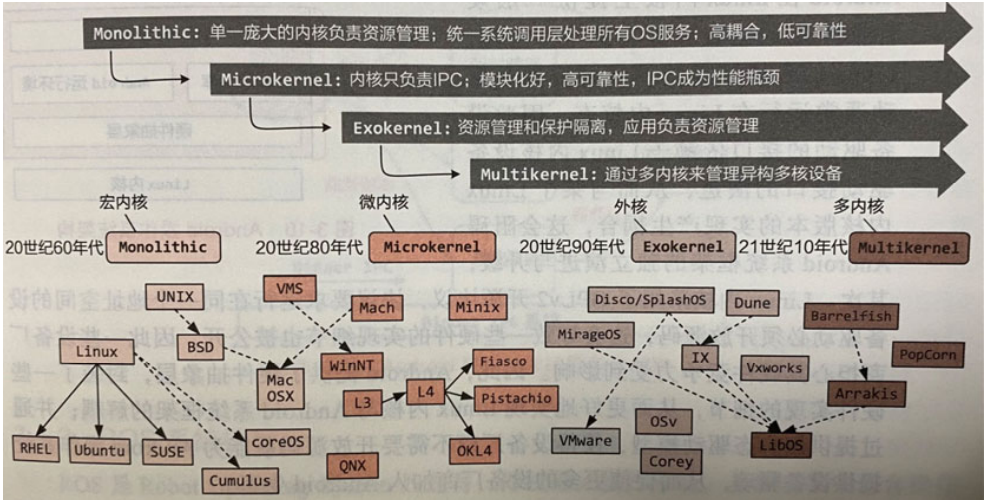 Monolithic: 单一庞大的内核负责资源管理；统一系统调用层处理所有OS服务；高耦合，低可靠性
Microkernel: 内核只负责IPC；模块化好，高可靠性，IPC成为性能瓶颈
Exokernel: 资源管理和保护隔离，应用负责资源管理
Multikernel: 通过多内核来管理异构多核设备
宏内核 微内核 外核 多内核
20世纪60年代 Monolithic 20世纪80年代 Microkernel 20世纪90年代 Exokernel 21世纪10年代 Multikernel
UNIX VMS Mach Minix Disco/SplashOS Dune Barrelfish
Linux BSD WinNT Fiasco MirageOS IX Vxworks PopCorn
Mac OSX L3 L4 Pistachio Arrakis
RHEL Ubuntu SUSE coreOS QNX OKL4 VMware OSv LibOS
Cumulus Corey